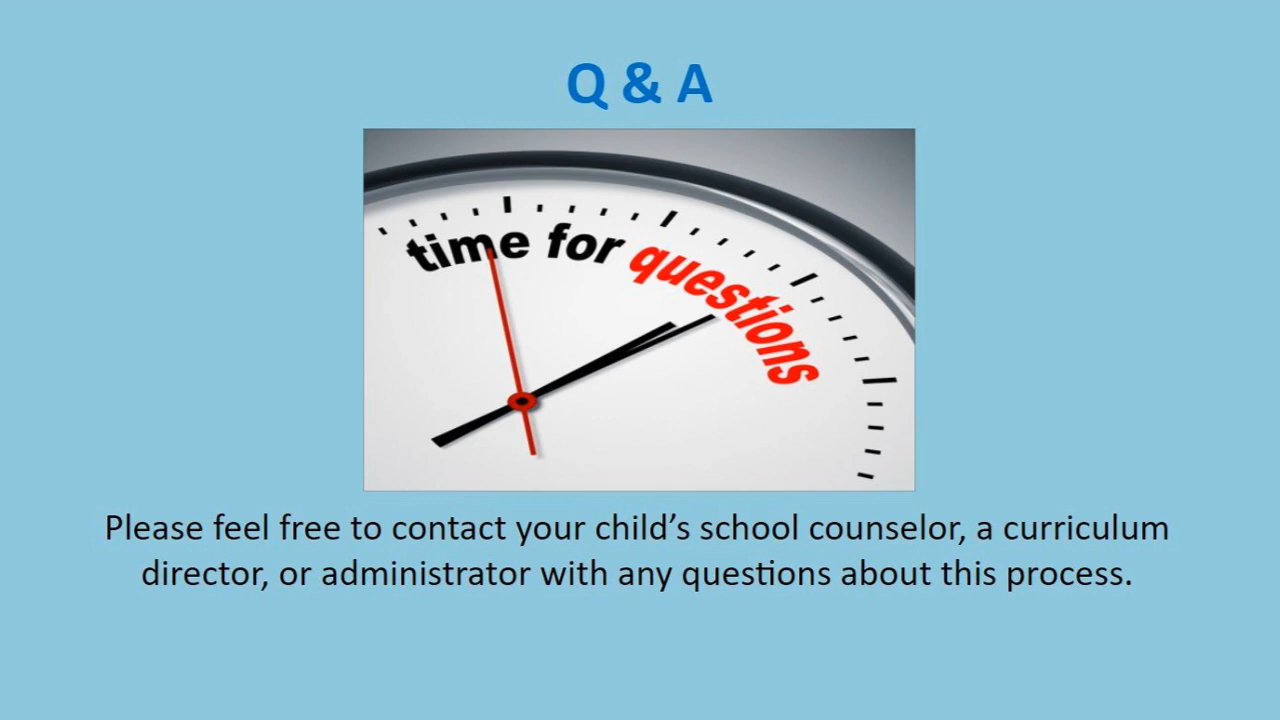 Q & A
time for questions
Please feel free to contact your child’s school counselor, a curriculum
director, or administrator with any questions about this process.